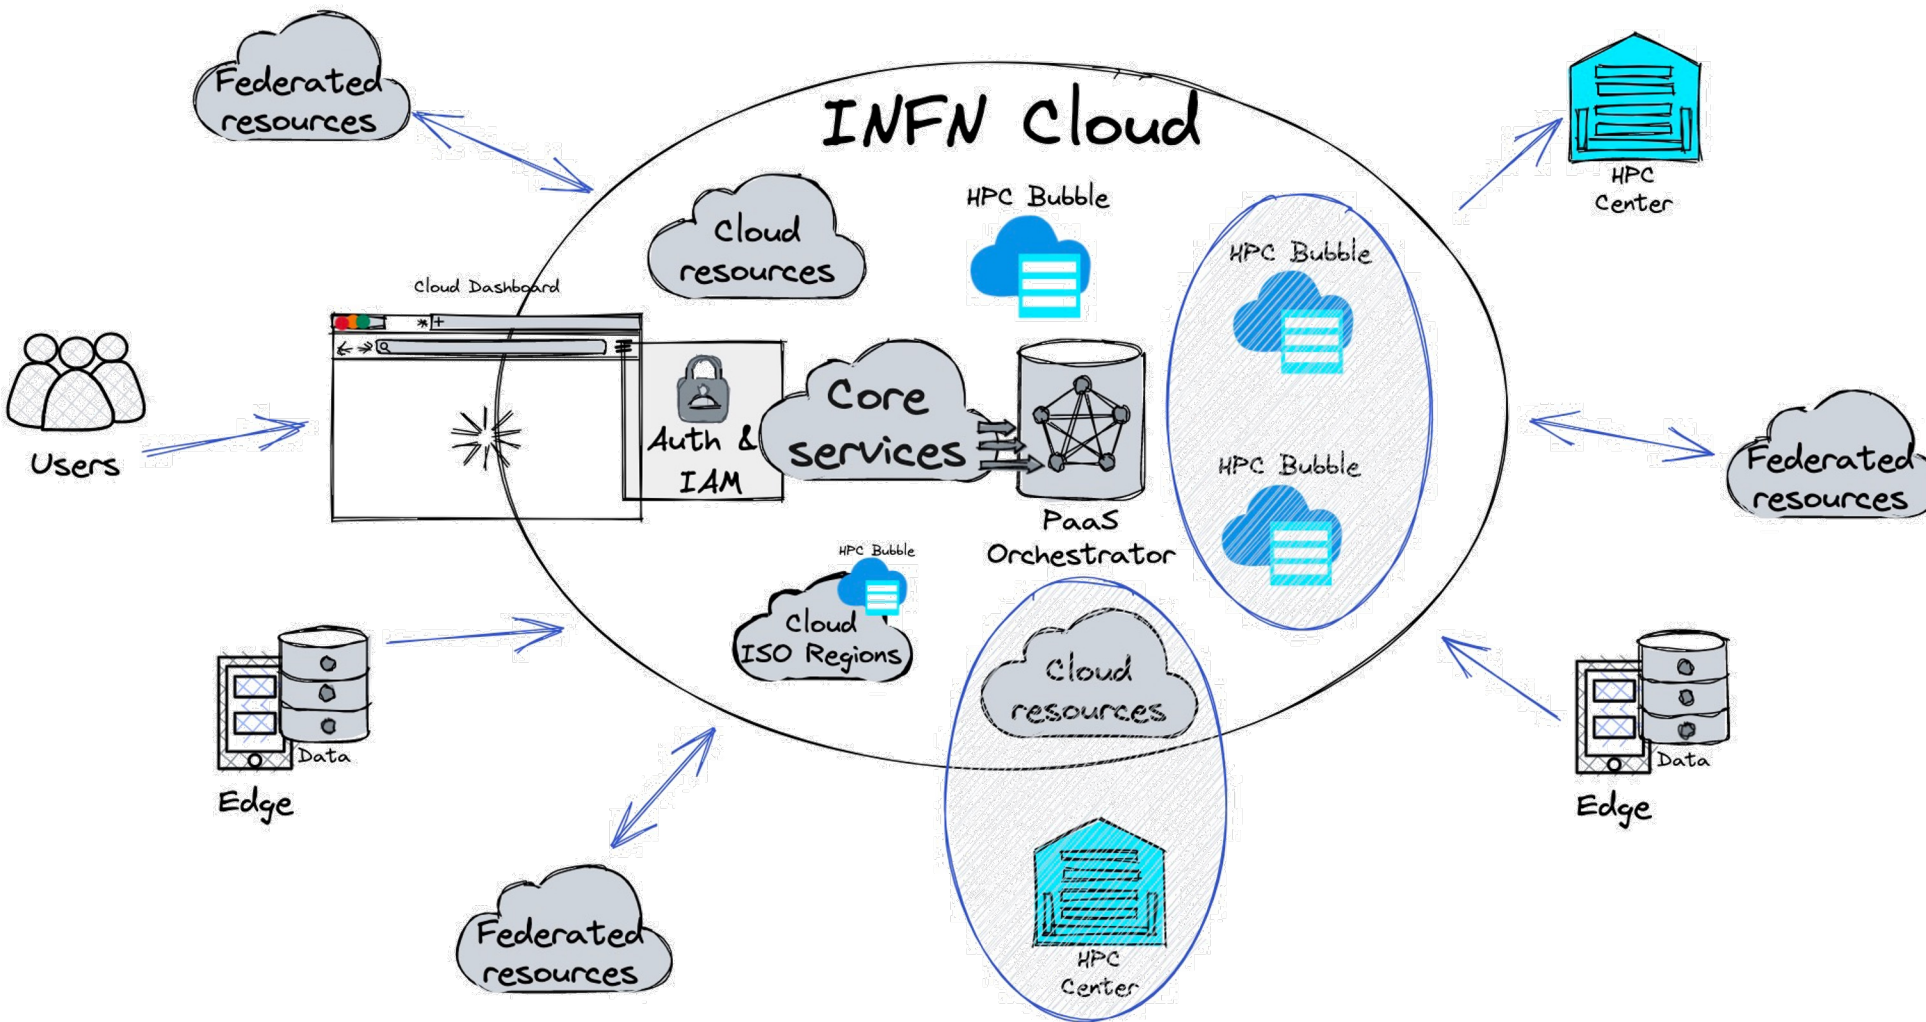 Federated
resources
INFN Cloud
HPC
Center
Cloud
resources
HPC Bubble
HPC Bubble
Cloud Dashboard
Users
Auth &
IAM
Core
services
PaaS
Orchestrator
HPC Bubble
Federated
resources
HPC Bubble
Cloud
ISO Regions
Cloud
resources
Data
Edge
Data
Edge
Federated
resources
HPC
Center